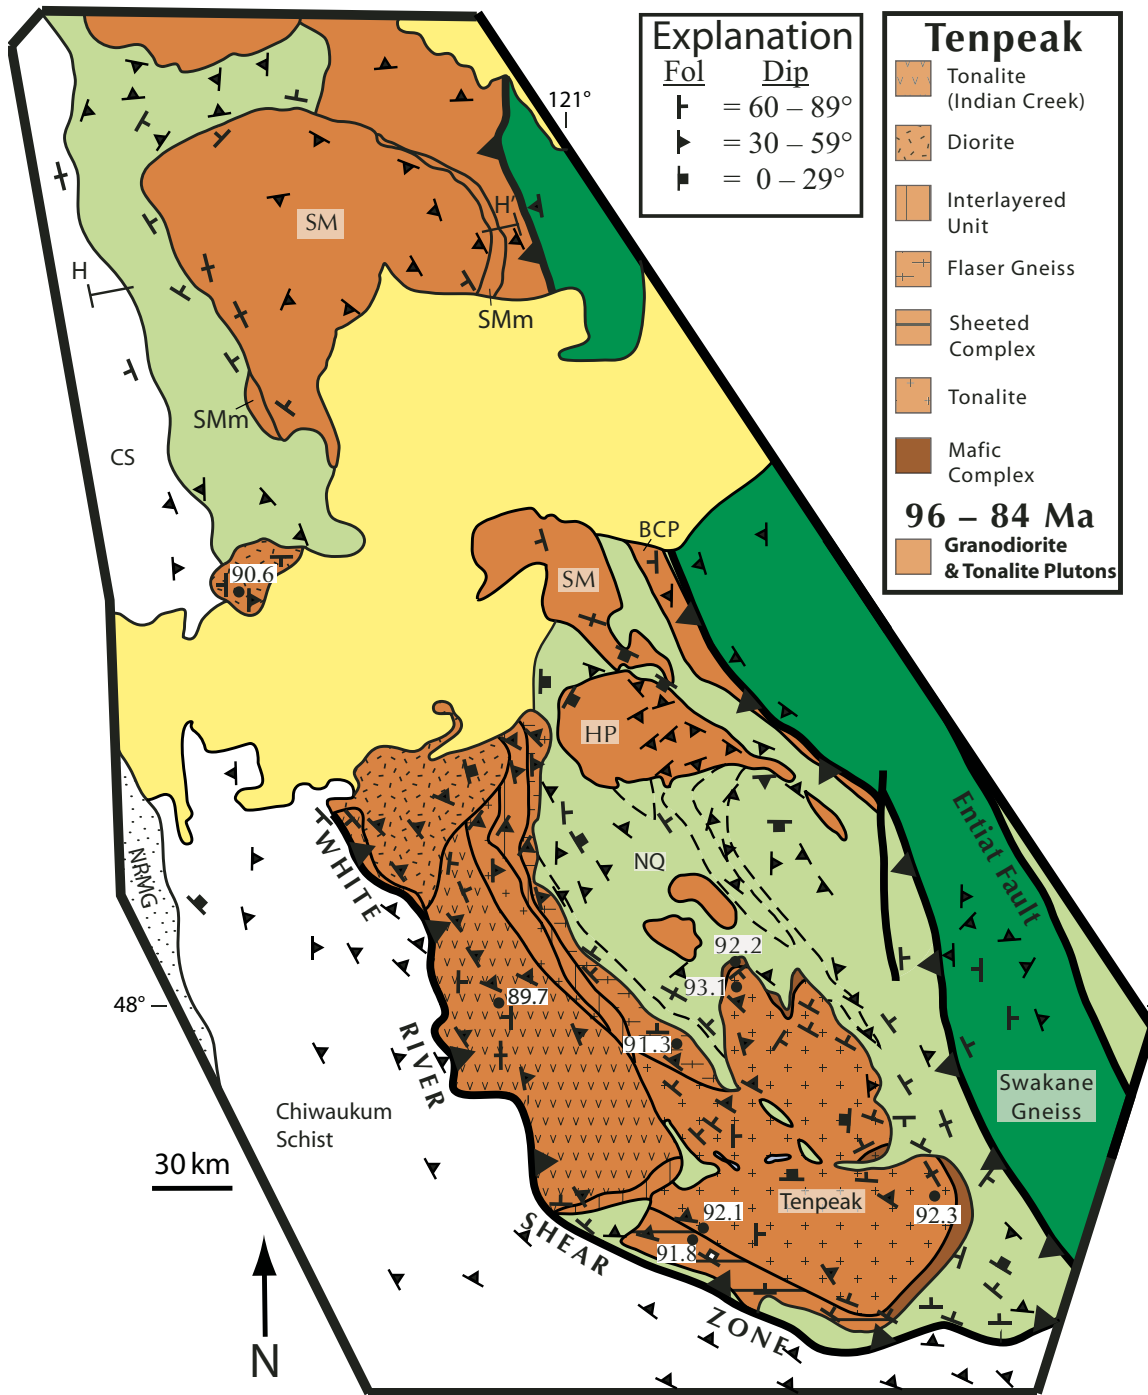 Explanation
Fol Dip
= 60 – 89°
= 30 – 59°
= 0 – 29°
Tenpeak
Tonalite
(Indian Creek)
Diorite
Interlayered
Unit
Flaser Gneiss
Sheeted
Complex
Tonalite
Mafic
Complex
96 – 84 Ma
Granodiorite
& Tonalite Plutons
121°
SM
H'
H
SMm
SMm
CS
90.6
BCP
SM
HP
NQ
NRMG
WHITE
RIVER
SHEAR
ZONE
Entiat Fault
92.2
93.1
89.7
91.3
48°
Swakane
Gneiss
Chiwaukum
Schist
30 km
Tenpeak
92.3
92.1
91.8
N